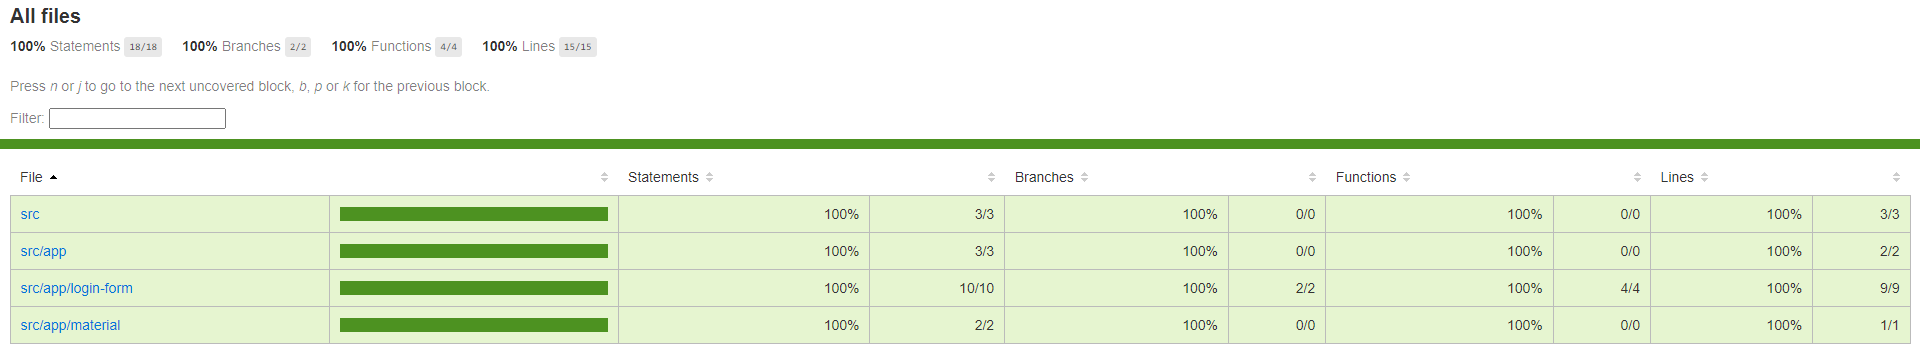 All files
100% Statements 18/18 100% Branches 2/2 100% Functions 4/4 100% Lines 15/15
Press n or j to go to the next uncovered block, b, p or k for the previous block.
Filter:
File Statements Branches Functions Lines
src 100% 3/3 100% 0/0 100% 0/0 100% 3/3
src/app 100% 3/3 100% 0/0 100% 0/0 100% 2/2
src/app/login-form 100% 10/10 100% 2/2 100% 4/4 100% 9/9
src/app/material 100% 2/2 100% 0/0 100% 0/0 100% 1/1